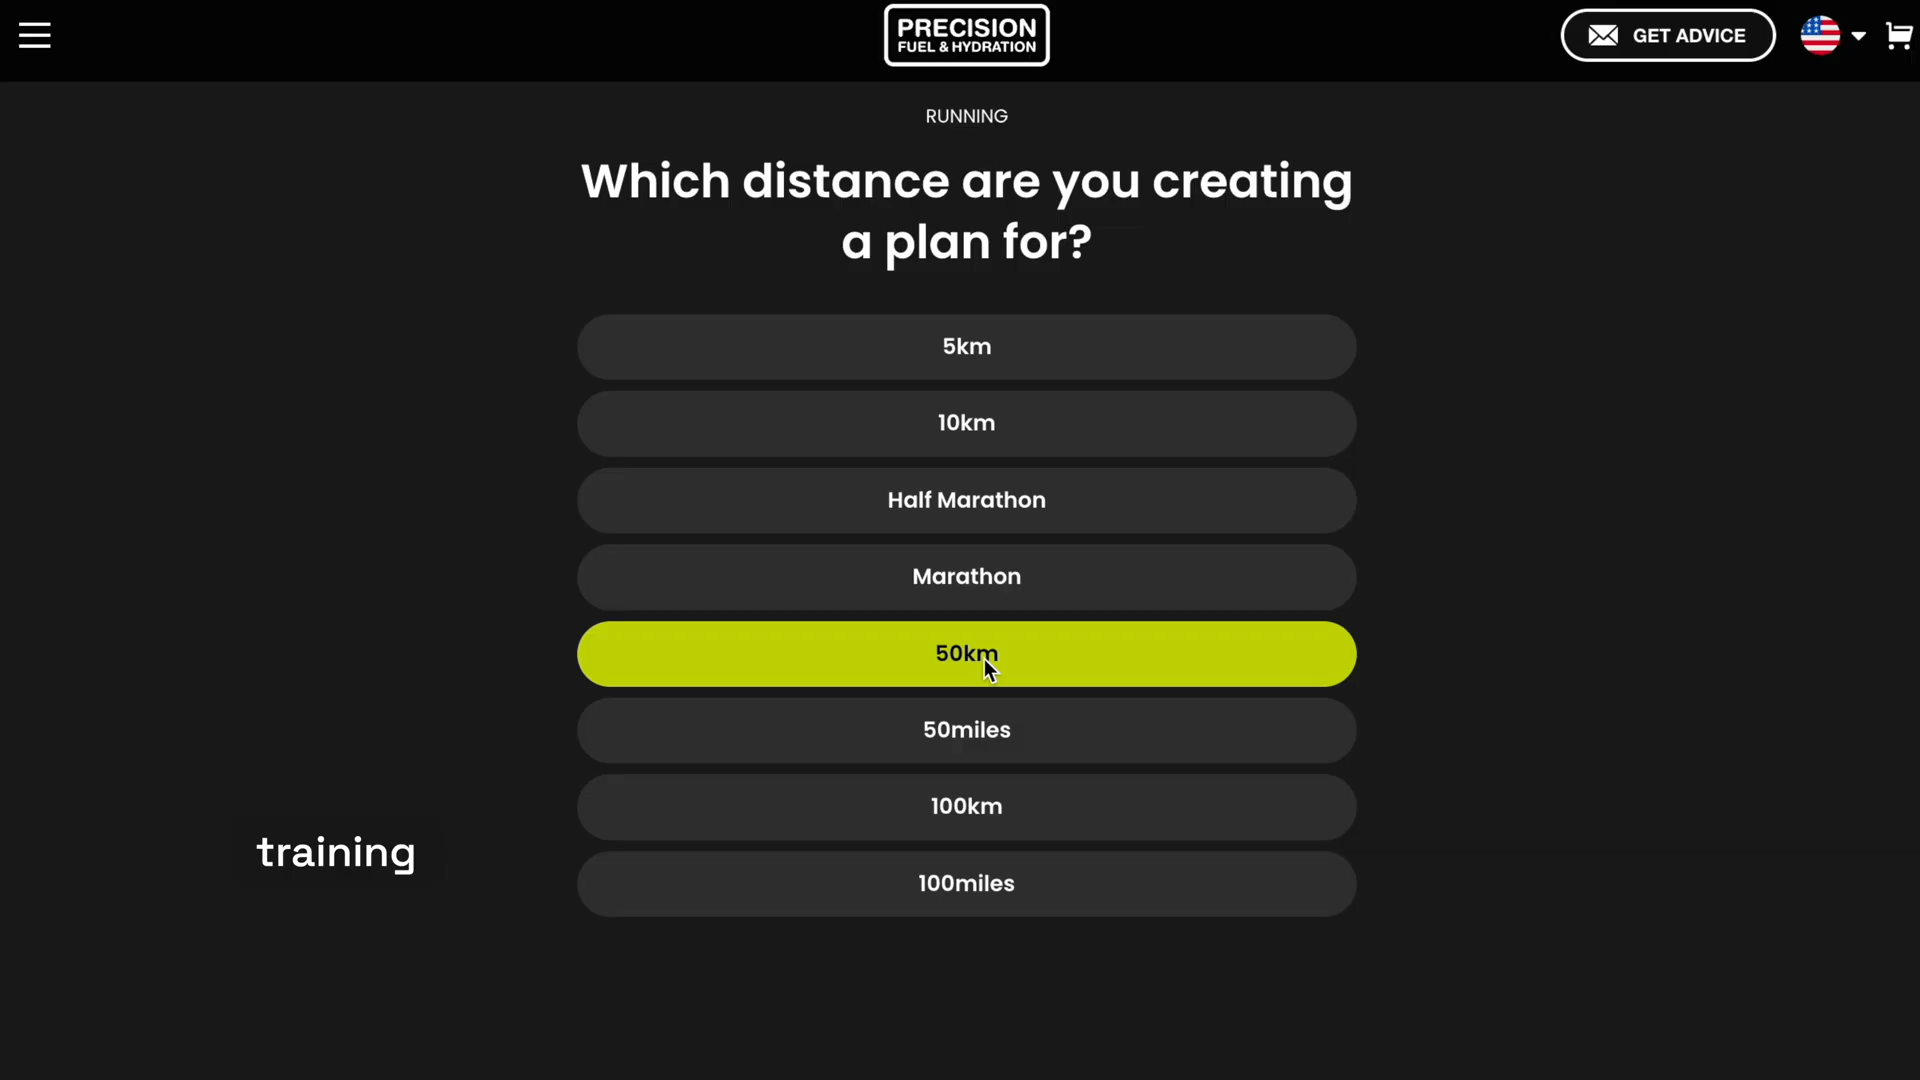 PRECISION
FUEL & HYDRATION
GET ADVICE
RUNNING
Which distance are you creating
a plan for?
5km
10km
Half Marathon
Marathon
50km
50miles
100km
training
100miles